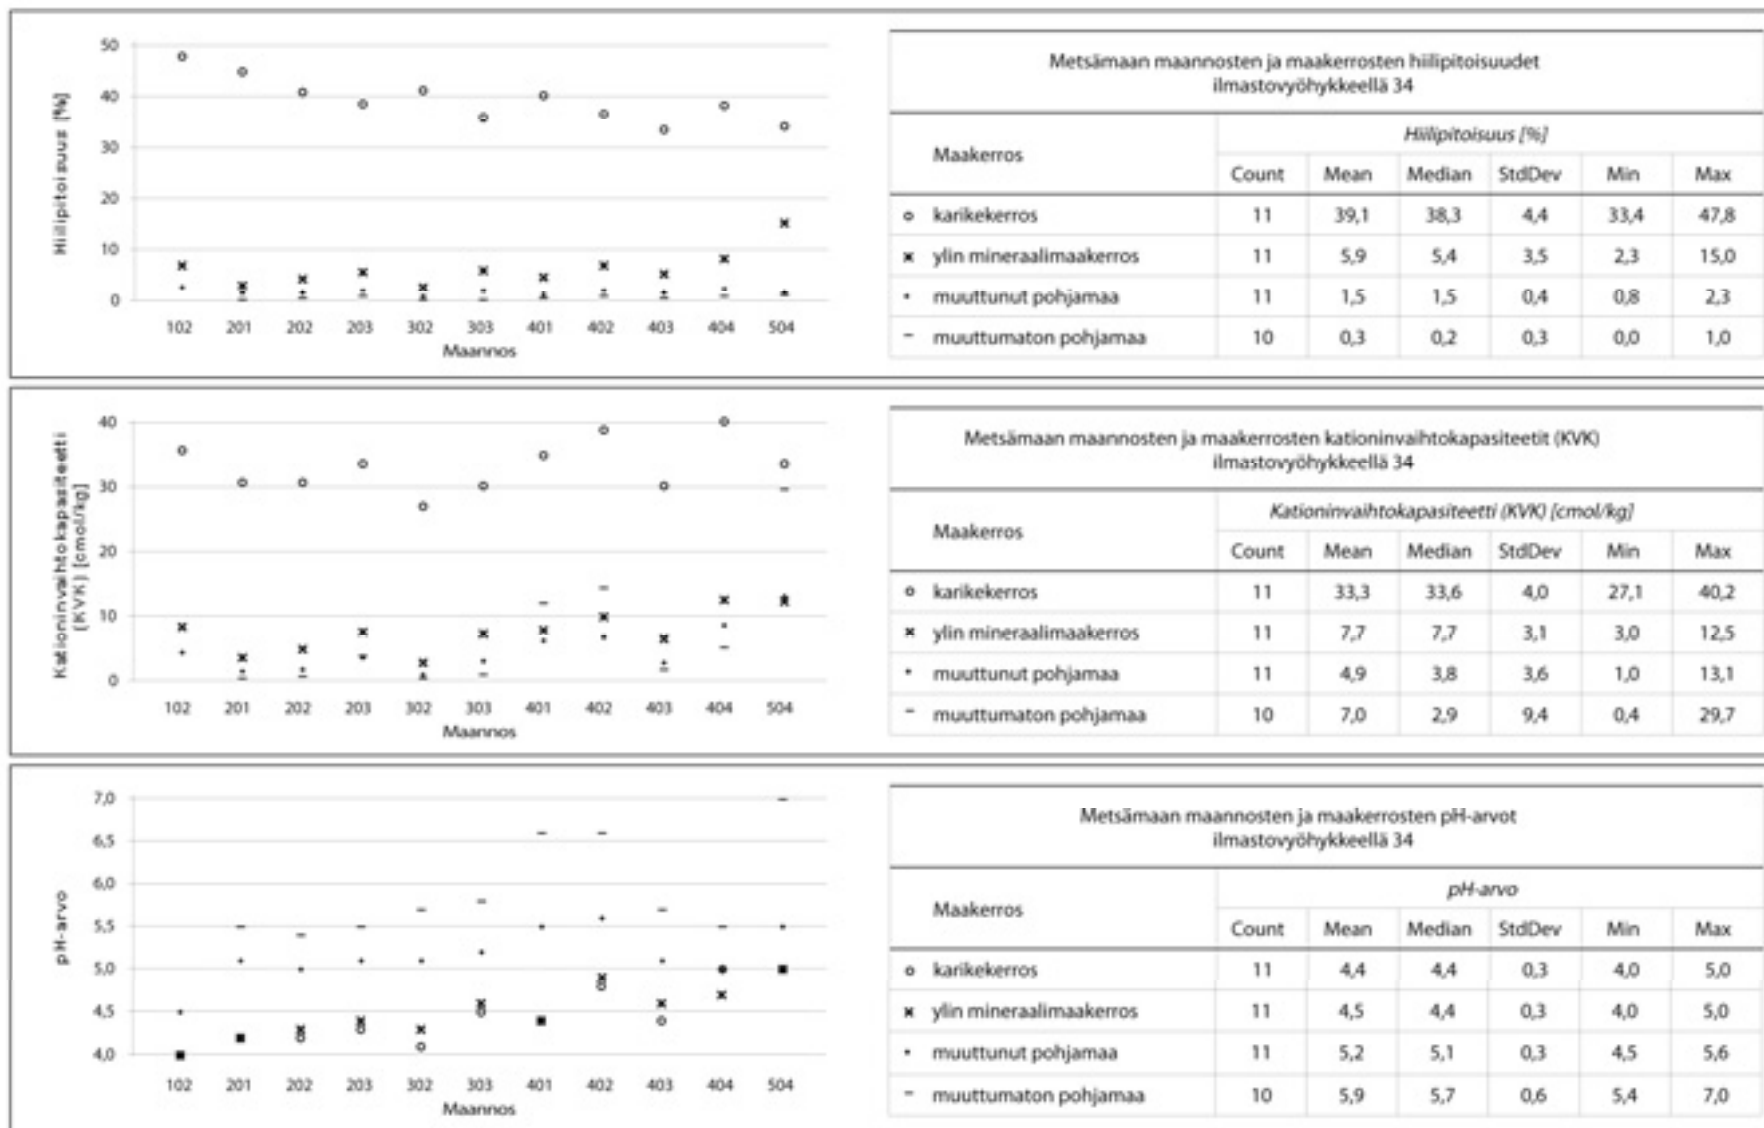 50
40
30
20
10
0
Hiilipitoisuus [%]
102 201 202 203 302 303 401 402 403 404 504
Maannos
Metsämaan maannosten ja maakerrosten hiilipitoisuudet
ilmastovyöhykkeellä 34
Maakerros
Hiilipitoisuus [%]
Count Mean Median StdDev Min Max
karikekerros 11 39,1 38,3 4,4 33,4 47,8
ylin mineraalimaakerros 11 5,9 5,4 3,5 2,3 15,0
muuttunut pohjamaa 11 1,5 1,5 0,4 0,8 2,3
muuttumaton pohjamaa 10 0,3 0,2 0,3 0,0 1,0
40
30
20
10
0
Kationinvaihtokapasiteetti
(KVK) [cmol/kg]
102 201 202 203 302 303 401 402 403 404 504
Maannos
Metsämaan maannosten ja maakerrosten kationinvaihtokapasiteetit (KVK)
ilmastovyöhykkeellä 34
Maakerros
Kationinvaihtokapasiteetti (KVK) [cmol/kg]
Count Mean Median StdDev Min Max
karikekerros 11 33,3 33,6 4,0 27,1 40,2
ylin mineraalimaakerros 11 7,7 7,7 3,1 3,0 12,5
muuttunut pohjamaa 11 4,9 3,8 3,6 1,0 13,1
muuttumaton pohjamaa 10 7,0 2,9 9,4 0,4 29,7
7,0
6,5
6,0
5,5
5,0
4,5
4,0
pH-arvo
102 201 202 203 302 303 401 402 403 404 504
Maannos
Metsämaan maannosten ja maakerrosten pH-arvot
ilmastovyöhykkeellä 34
Maakerros
pH-arvo
Count Mean Median StdDev Min Max
karikekerros 11 4,4 4,4 0,3 4,0 5,0
ylin mineraalimaakerros 11 4,5 4,4 0,3 4,0 5,0
muuttunut pohjamaa 11 5,2 5,1 0,3 4,5 5,6
muuttumaton pohjamaa 10 5,9 5,7 0,6 5,4 7,0